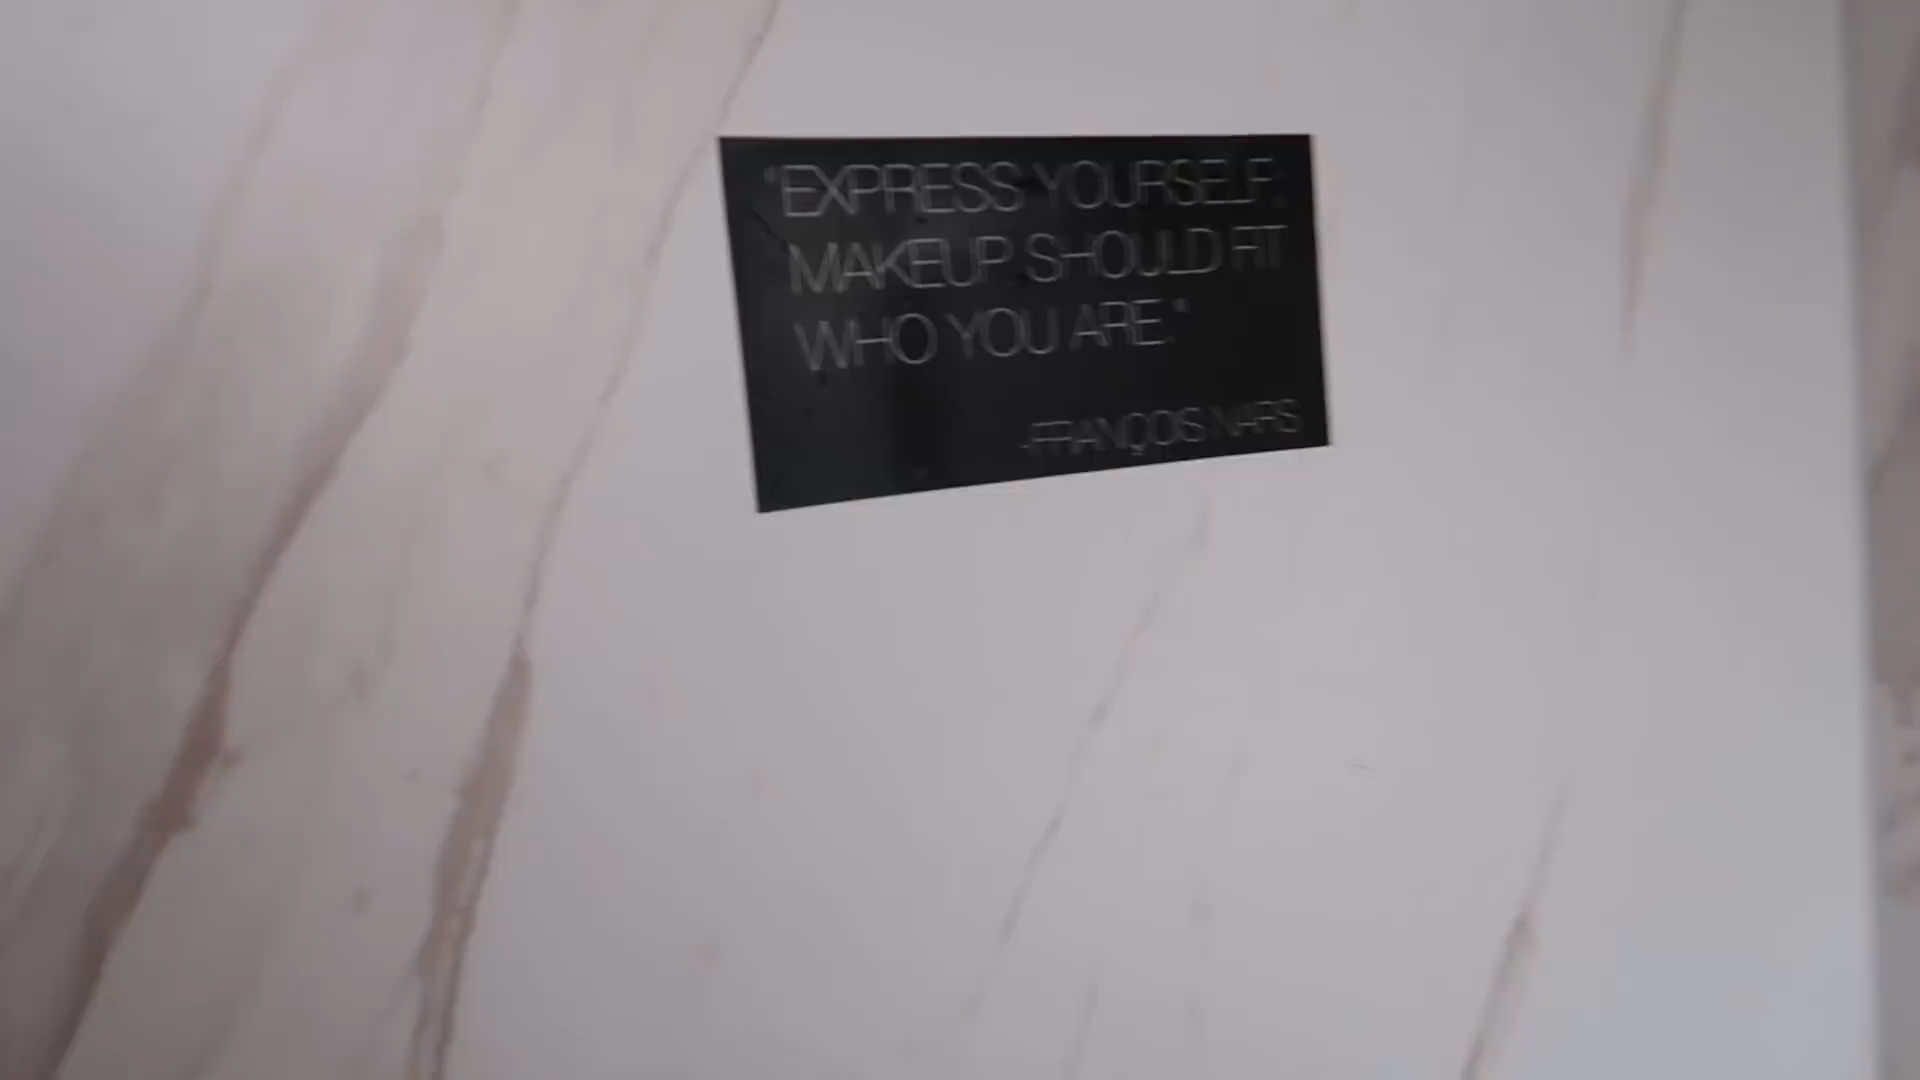 "EXPRESS YOURSELF.
MAKEUP SHOULD FIT
WHO YOU ARE."
-FRANÇOIS NARS